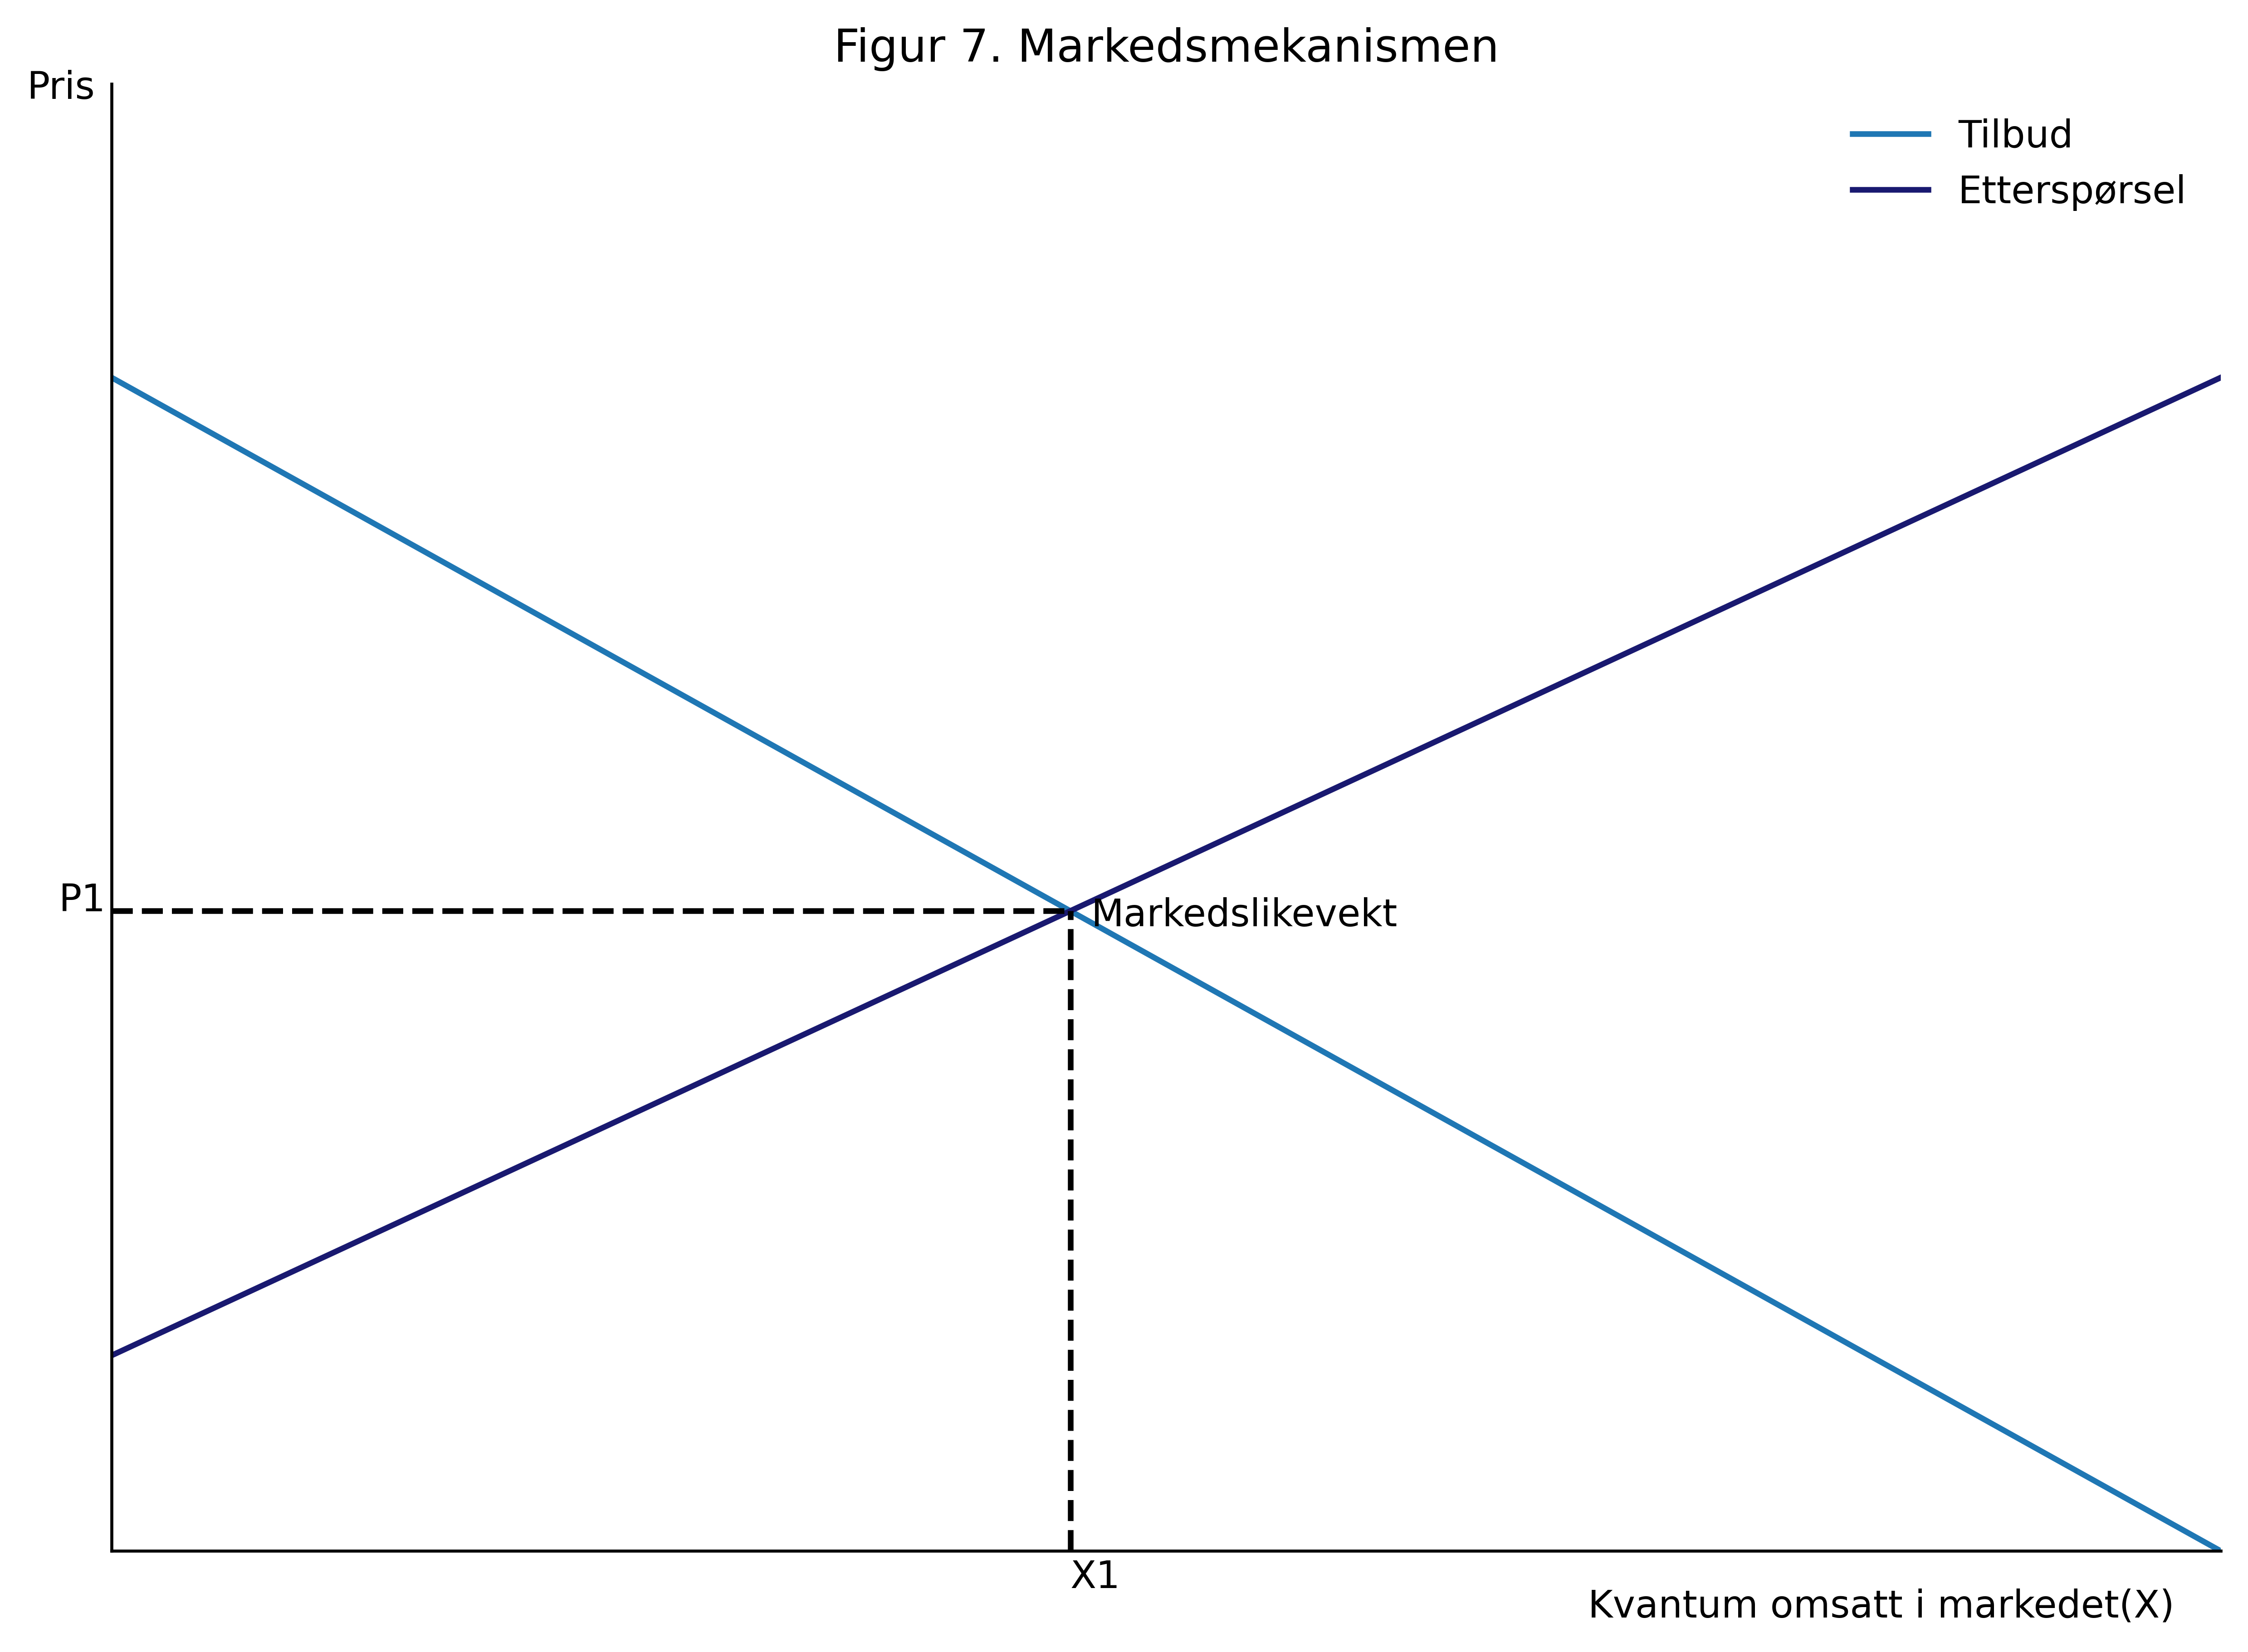 Figur 7. Markedsmekanismen
Pris
Tilbud
Etterspørsel
P1
Markedslikevekt
X1
Kvantum omsatt i markedet(X)